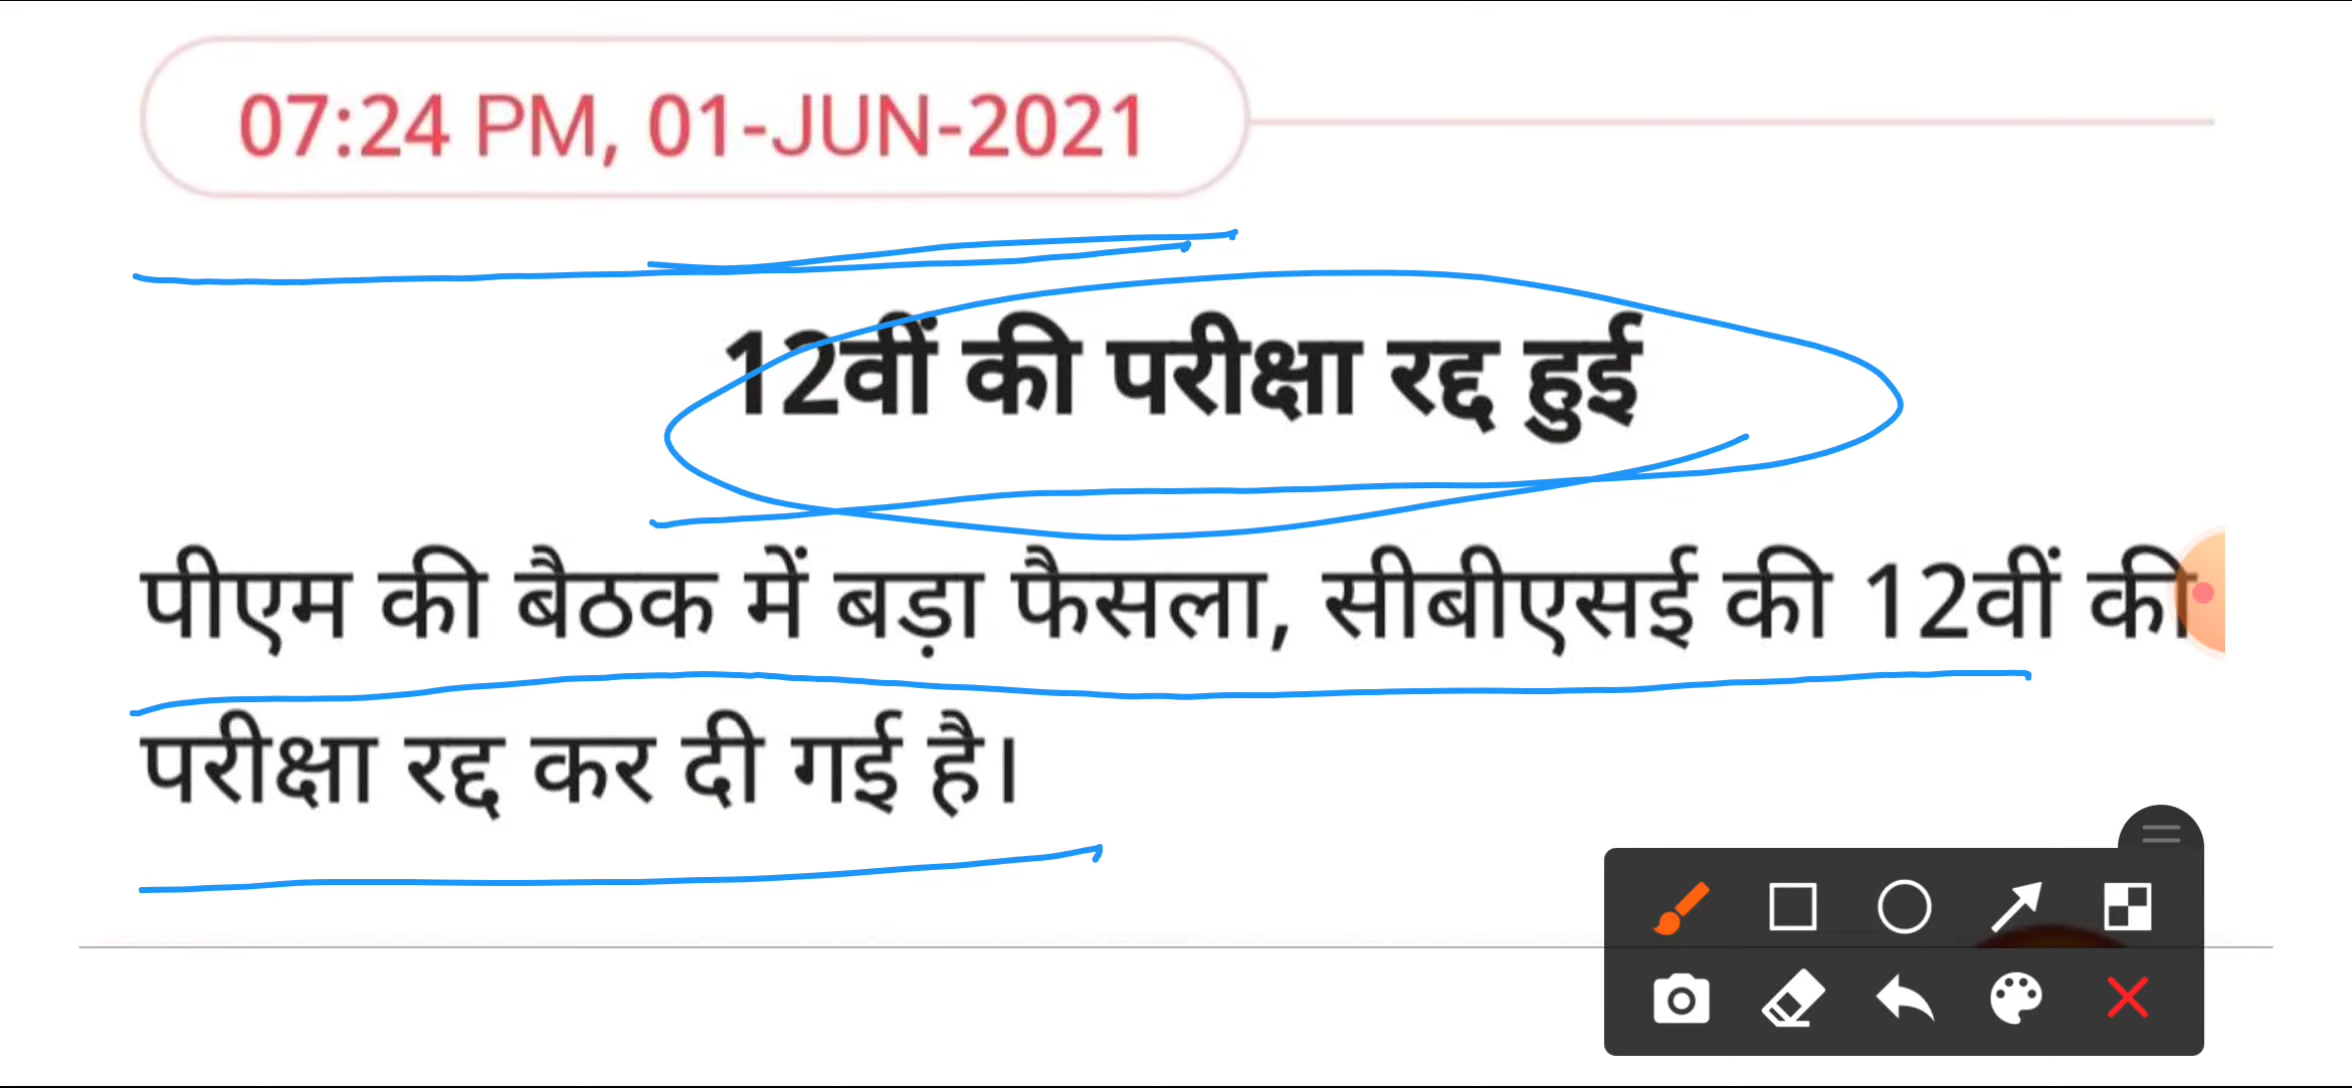 07:24 PM, 01-JUN-2021
12वीं की परीक्षा रद्द हुई
पीएम की बैठक में बड़ा फैसला, सीबीएसई की 12वीं की
परीक्षा रद्द कर दी गई है।